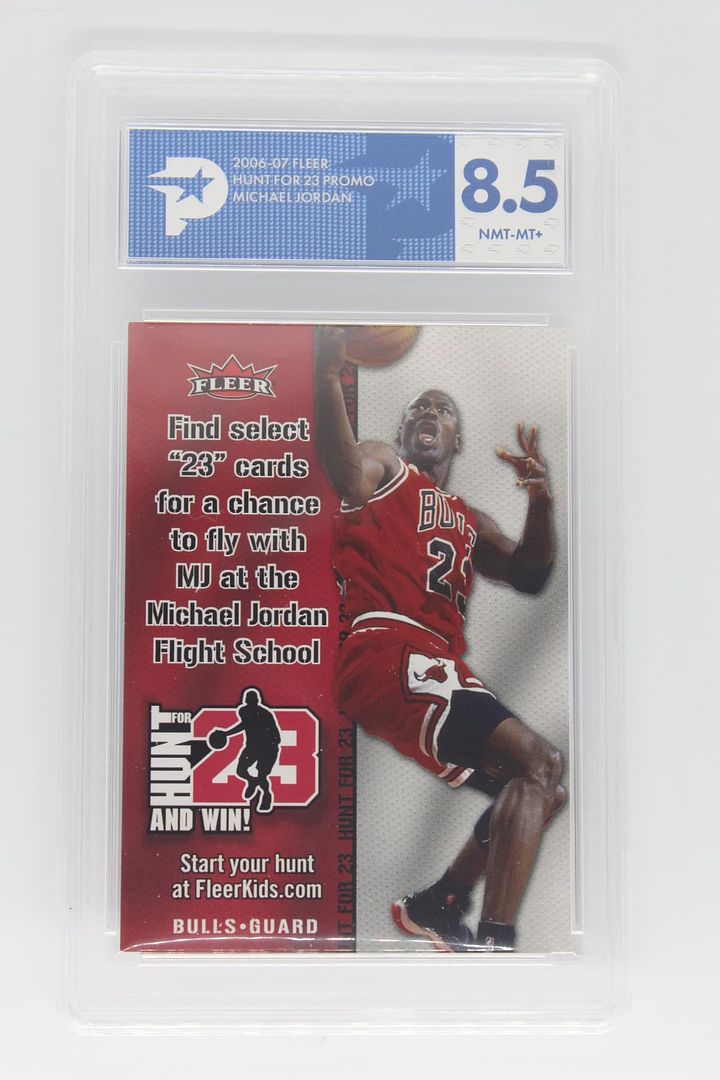 2006-07 FLEER
HUNT FOR 23 PROMO
MICHAEL JORDAN
8.5
NMT-MT+
FLEER
Find select
"23" cards
for a chance
to fly with
MJ at the
Michael Jordan
Flight School
HUNT FOR 23
AND WIN!
Start your hunt
at FleerKids.com
BULLS•GUARD
BULLS
23
HUNT FOR 23